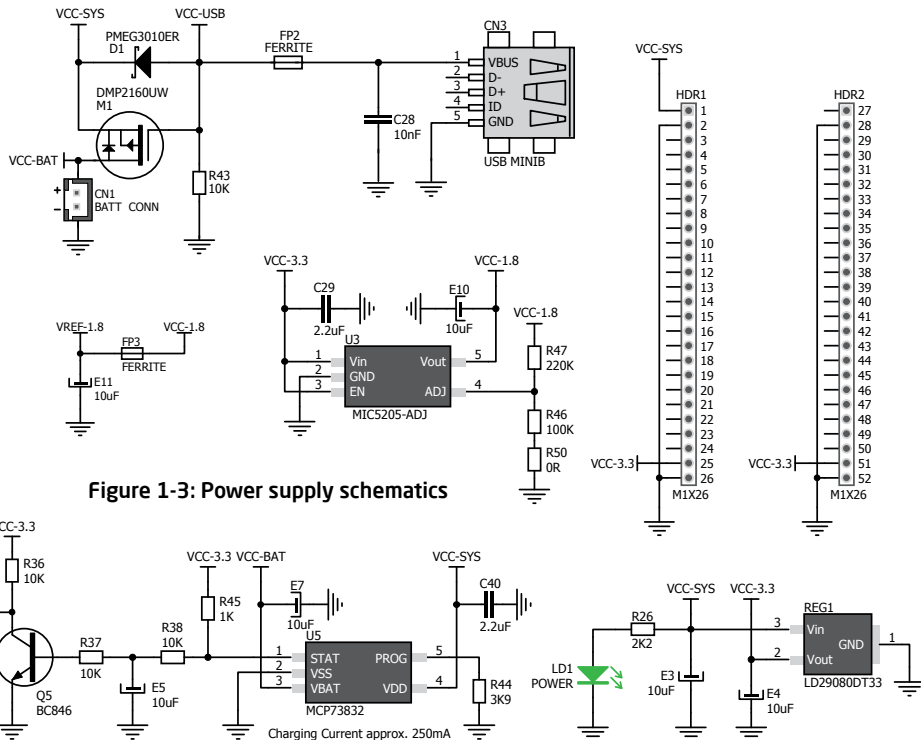 VCC-SYS
VCC-USB
PMEG3010ER
D1
DMP2160UW
M1
VCC-BAT
+
-
CN1
BATT CONN
R43
10K
FP2
FERRITE
C28
10nF
CN3
1
2
3
4
5
VBUS
D-
D+
ID
GND
USB MINIB
VCC-SYS
HDR1
1
2
3
4
5
6
7
8
9
10
11
12
13
14
15
16
17
18
19
20
21
22
23
24
25
26
VCC-3.3
M1X26
HDR2
27
28
29
30
31
32
33
34
35
36
37
38
39
40
41
42
43
44
45
46
47
48
49
50
51
52
VCC-3.3
M1X26
VREF-1.8
VCC-1.8
FP3
FERRITE
E11
10uF
VCC-3.3
C29
2.2uF
E10
10uF
VCC-1.8
U3
1
2
3
Vin
GND
EN
Vout
ADJ
5
4
MIC5205-ADJ
VCC-1.8
R47
220K
R46
100K
R50
0R
Figure 1-3: Power supply schematics
R36
10K
Q5
BC846
R37
10K
E5
10uF
R38
10K
VCC-3.3
R45
1K
VCC-BAT
E7
10uF
U5
1
2
3
STAT
VSS
VBAT
PROG
VDD
5
4
MCP73832
VCC-SYS
C40
2.2uF
R44
3K9
Charging Current approx. 250mA
LD1
POWER
R26
2K2
VCC-SYS
E3
10uF
VCC-3.3
E4
10uF
REG1
3
2
Vin
Vout
GND
1
LD29080DT33